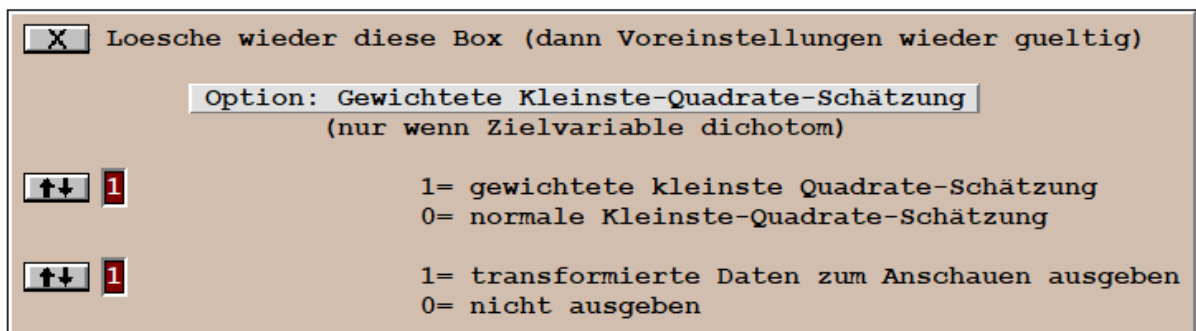 X Loesche wieder diese Box (dann Voreinstellungen wieder gueltig)
Option: Gewichtete Kleinste-Quadrate-Schätzung
(nur wenn Zielvariable dichotom)
1 1= gewichtete kleinste Quadrate-Schätzung
0= normale Kleinste-Quadrate-Schätzung
1 1= transformierte Daten zum Anschauen ausgeben
0= nicht ausgeben